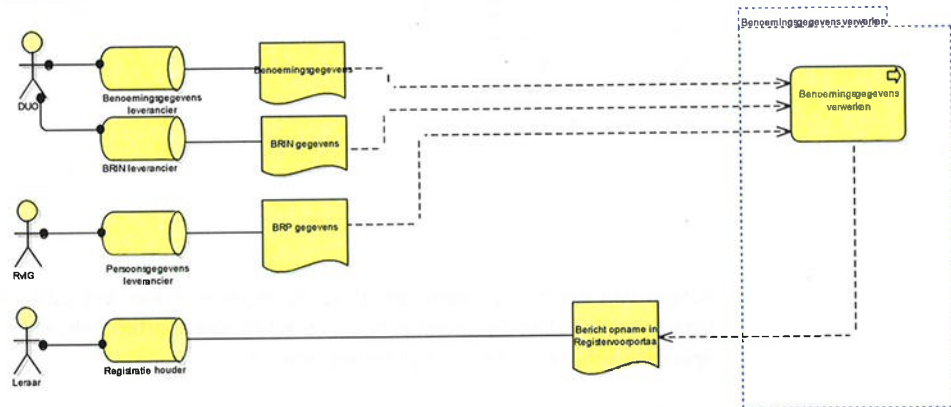 Benoemingsgegevens verwerken
DUO
Benoemingsgegevens
leverancier
Benoemingsgegevens
Benoemingsgegevens
verwerken
BRIN leverancier
BRIN gegevens
RvIG
Persoonsgegevens
leverancier
BRP gegevens
Leraar
Registratie houder
Bericht opname in
Registervoorportaa